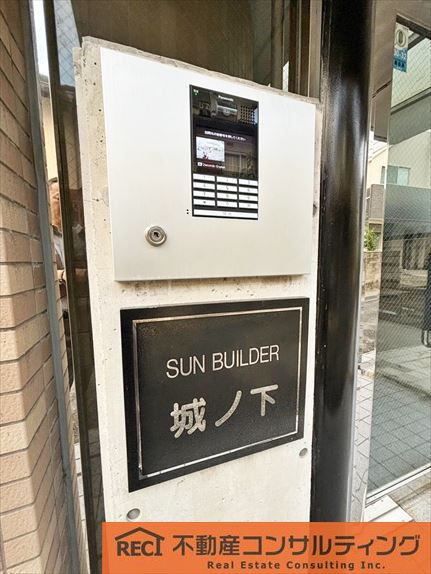 Panasonic
SUN BUILDER
城ノ下
RECI 不動産コンサルティング
Real Estate Consulting Inc.